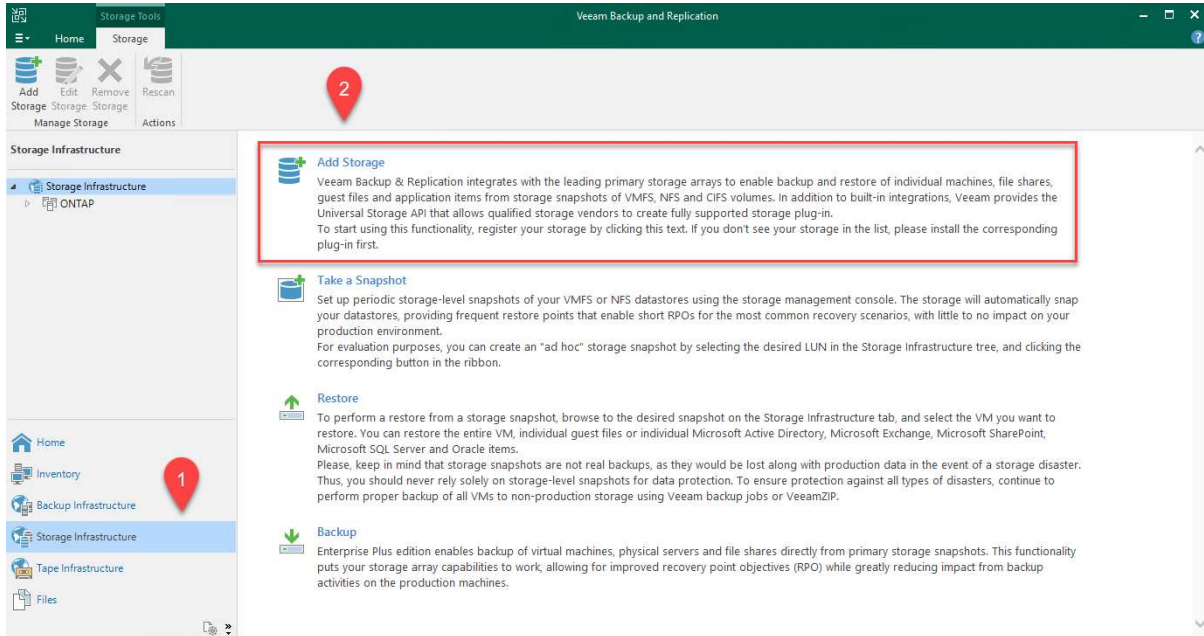 Storage Tools
Veeam Backup and Replication
Home
Storage
?
Add
Storage
Edit
Storage
Remove
Storage
Rescan
Manage Storage
Actions
2
Storage Infrastructure
Storage Infrastructure
ONTAP
Add Storage
Veeam Backup & Replication integrates with the leading primary storage arrays to enable backup and restore of individual machines, file shares,
guest files and application items from storage snapshots of VMFS, NFS and CIFS volumes. In addition to built-in integrations, Veeam provides the
Universal Storage API that allows qualified storage vendors to create fully supported storage plug-in.
To start using this functionality, register your storage by clicking this text. If you don't see your storage in the list, please install the corresponding
plug-in first.
Take a Snapshot
Set up periodic storage-level snapshots of your VMFS or NFS datastores using the storage management console. The storage will automatically snap
your datastores, providing frequent restore points that enable short RPOs for the most common recovery scenarios, with little to no impact on your
production environment.
For evaluation purposes, you can create an "ad hoc" storage snapshot by selecting the desired LUN in the Storage Infrastructure tree, and clicking the
corresponding button in the ribbon.
Restore
To perform a restore from a storage snapshot, browse to the desired snapshot on the Storage Infrastructure tab, and select the VM you want to
restore. You can restore the entire VM, individual guest files or individual Microsoft Active Directory, Microsoft Exchange, Microsoft SharePoint,
Microsoft SQL Server and Oracle items.
Please, keep in mind that storage snapshots are not real backups, as they would be lost along with production data in the event of a storage disaster.
Thus, you should never rely solely on storage-level snapshots for data protection. To ensure protection against all types of disasters, continue to
perform proper backup of all VMs to non-production storage using Veeam backup jobs or VeeamZIP.
Backup
Enterprise Plus edition enables backup of virtual machines, physical servers and file shares directly from primary storage snapshots. This functionality
puts your storage array capabilities to work, allowing for improved recovery point objectives (RPO) while greatly reducing impact from backup
activities on the production machines.
Home
Inventory
1
Backup Infrastructure
Storage Infrastructure
Tape Infrastructure
Files